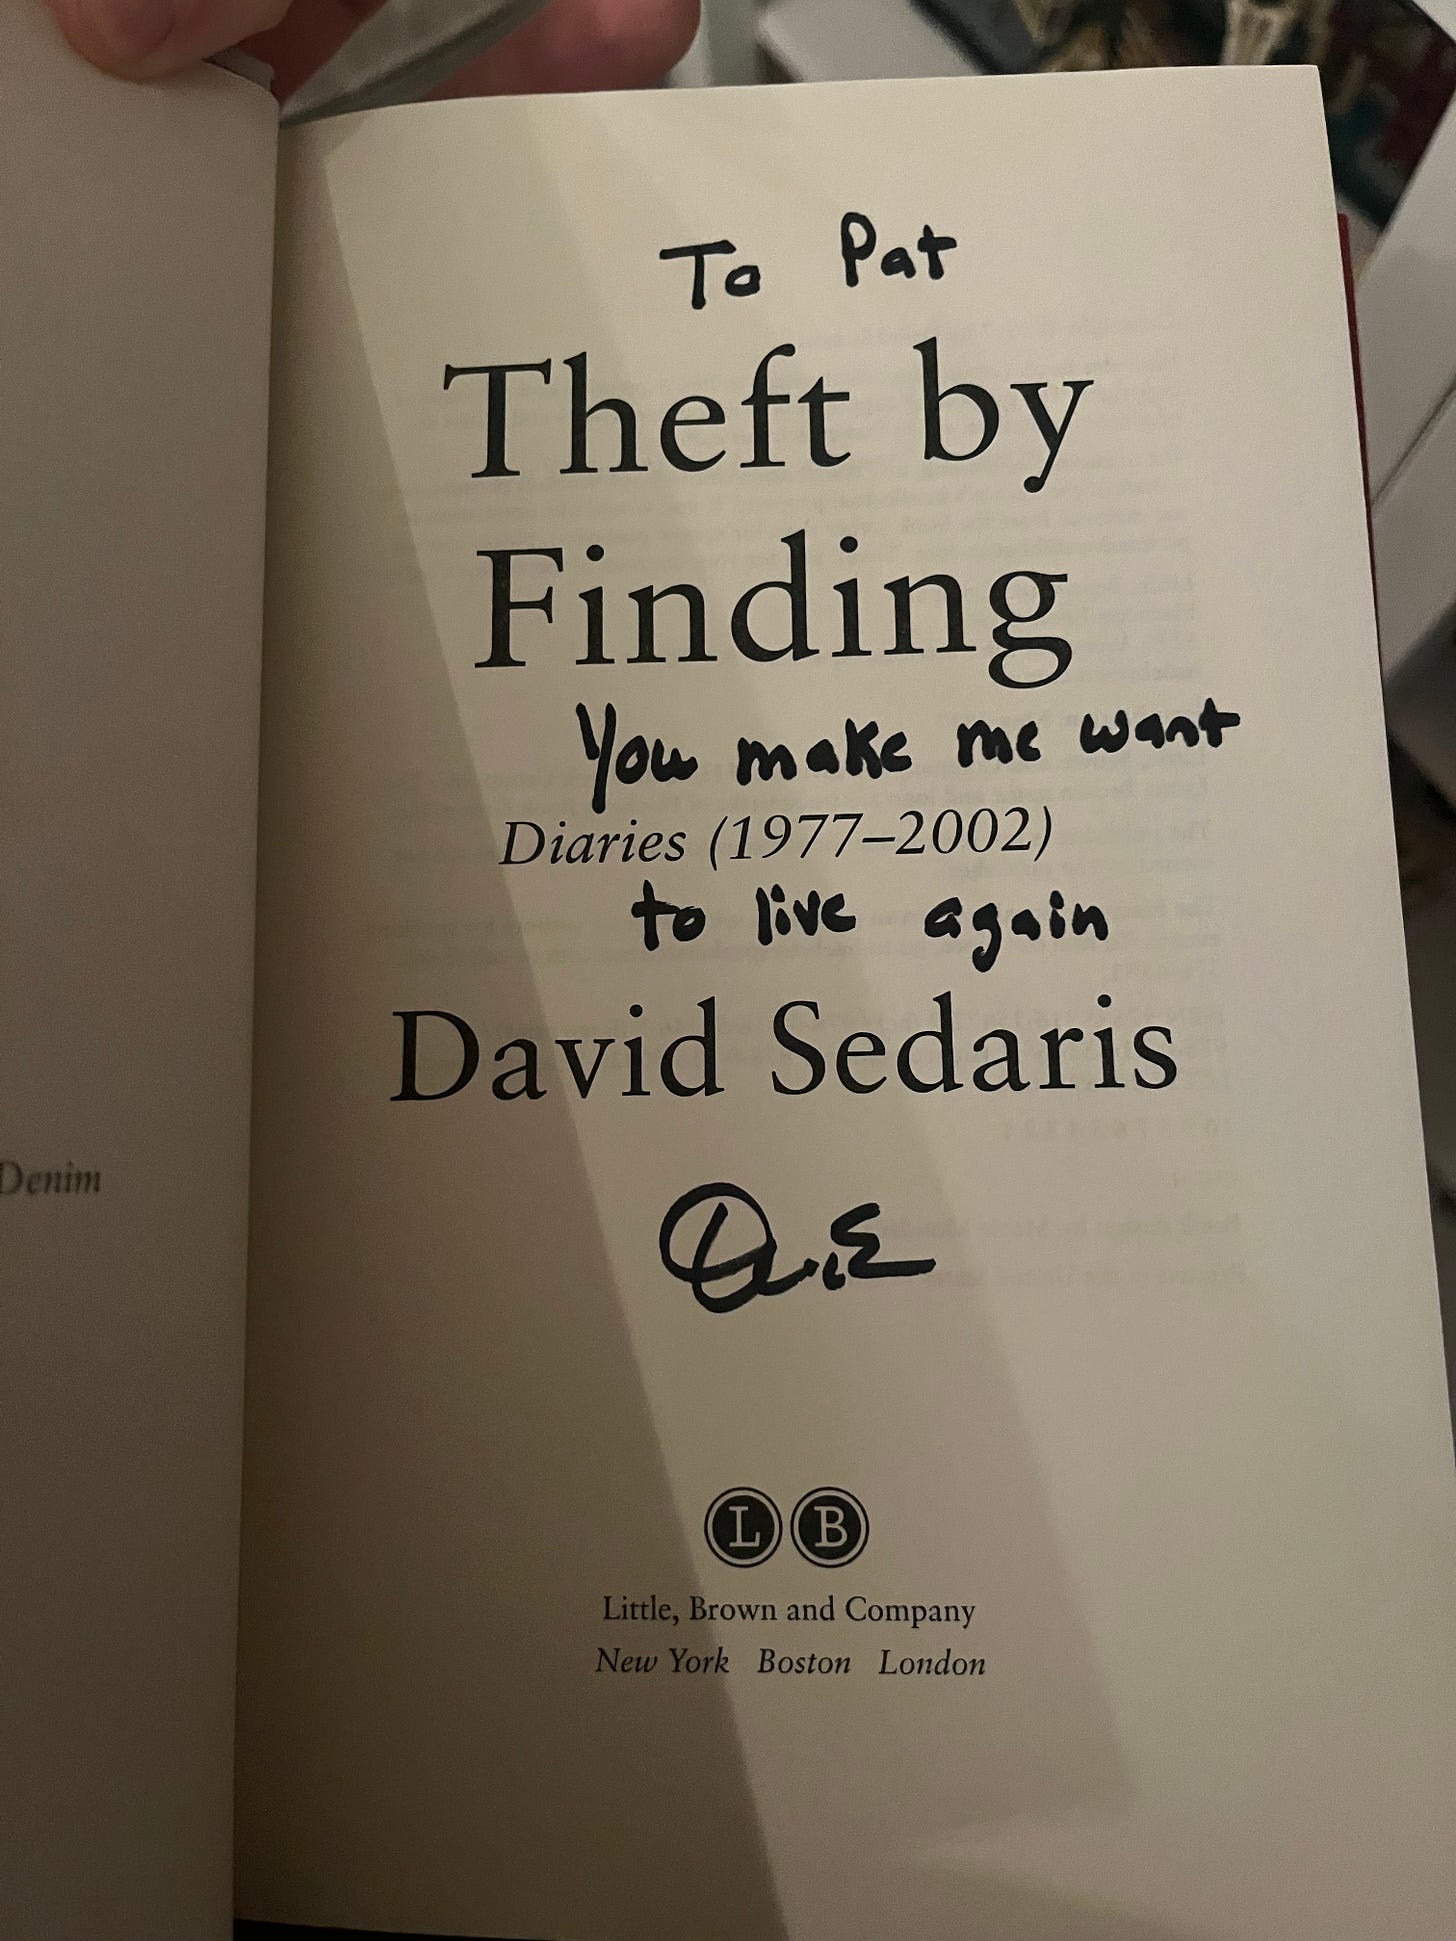 To Pat
Theft by
Finding
You make me want
Diaries (1977–2002)
to live again
David Sedaris
Denim
L B
Little, Brown and Company
New York Boston London